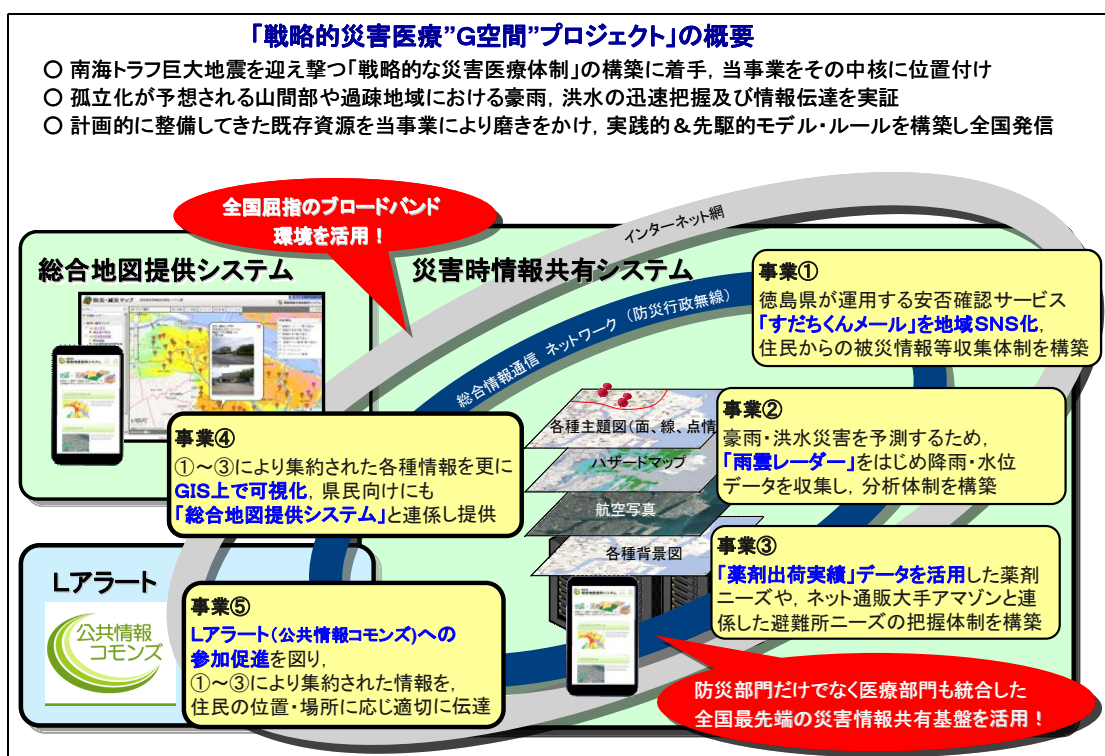 「戦略的災害医療”G空間”プロジェクト」の概要
○ 南海トラフ巨大地震を迎え撃つ「戦略的な災害医療体制」の構築に着手，当事業をその中核に位置付け
○ 孤立化が予想される山間部や過疎地域における豪雨，洪水の迅速把握及び情報伝達を実証
○ 計画的に整備してきた既存資源を当事業により磨きをかけ，実践的＆先駆的モデル・ルールを構築し全国発信
全国屈指のブロードバンド
環境を活用！
インターネット網
総合地図提供システム
災害時情報共有システム
総合情報通信 ネットワーク （防災行政無線）
事業①
徳島県が運用する安否確認サービス
「すだちくんメール」を地域SNS化，
住民からの被災情報等収集体制を構築
防災・減災マップ
各種主題図（面、線、点情
ハザードマップ
航空写真
各種背景図
事業②
豪雨・洪水災害を予測するため，
「雨雲レーダー」をはじめ降雨・水位
データを収集し，分析体制を構築
事業④
①～③により集約された各種情報を更に
GIS上で可視化，県民向けにも
「総合地図提供システム」と連係し提供
事業③
「薬剤出荷実績」データを活用した薬剤
ニーズや，ネット通販大手アマゾンと連
係した避難所ニーズの把握体制を構築
Lアラート
公共情報
コモンズ
事業⑤
Lアラート（公共情報コモンズ）への
参加促進を図り，
①～③により集約された情報を，
住民の位置・場所に応じ適切に伝達
防災部門だけでなく医療部門も統合した
全国最先端の災害情報共有基盤を活用！